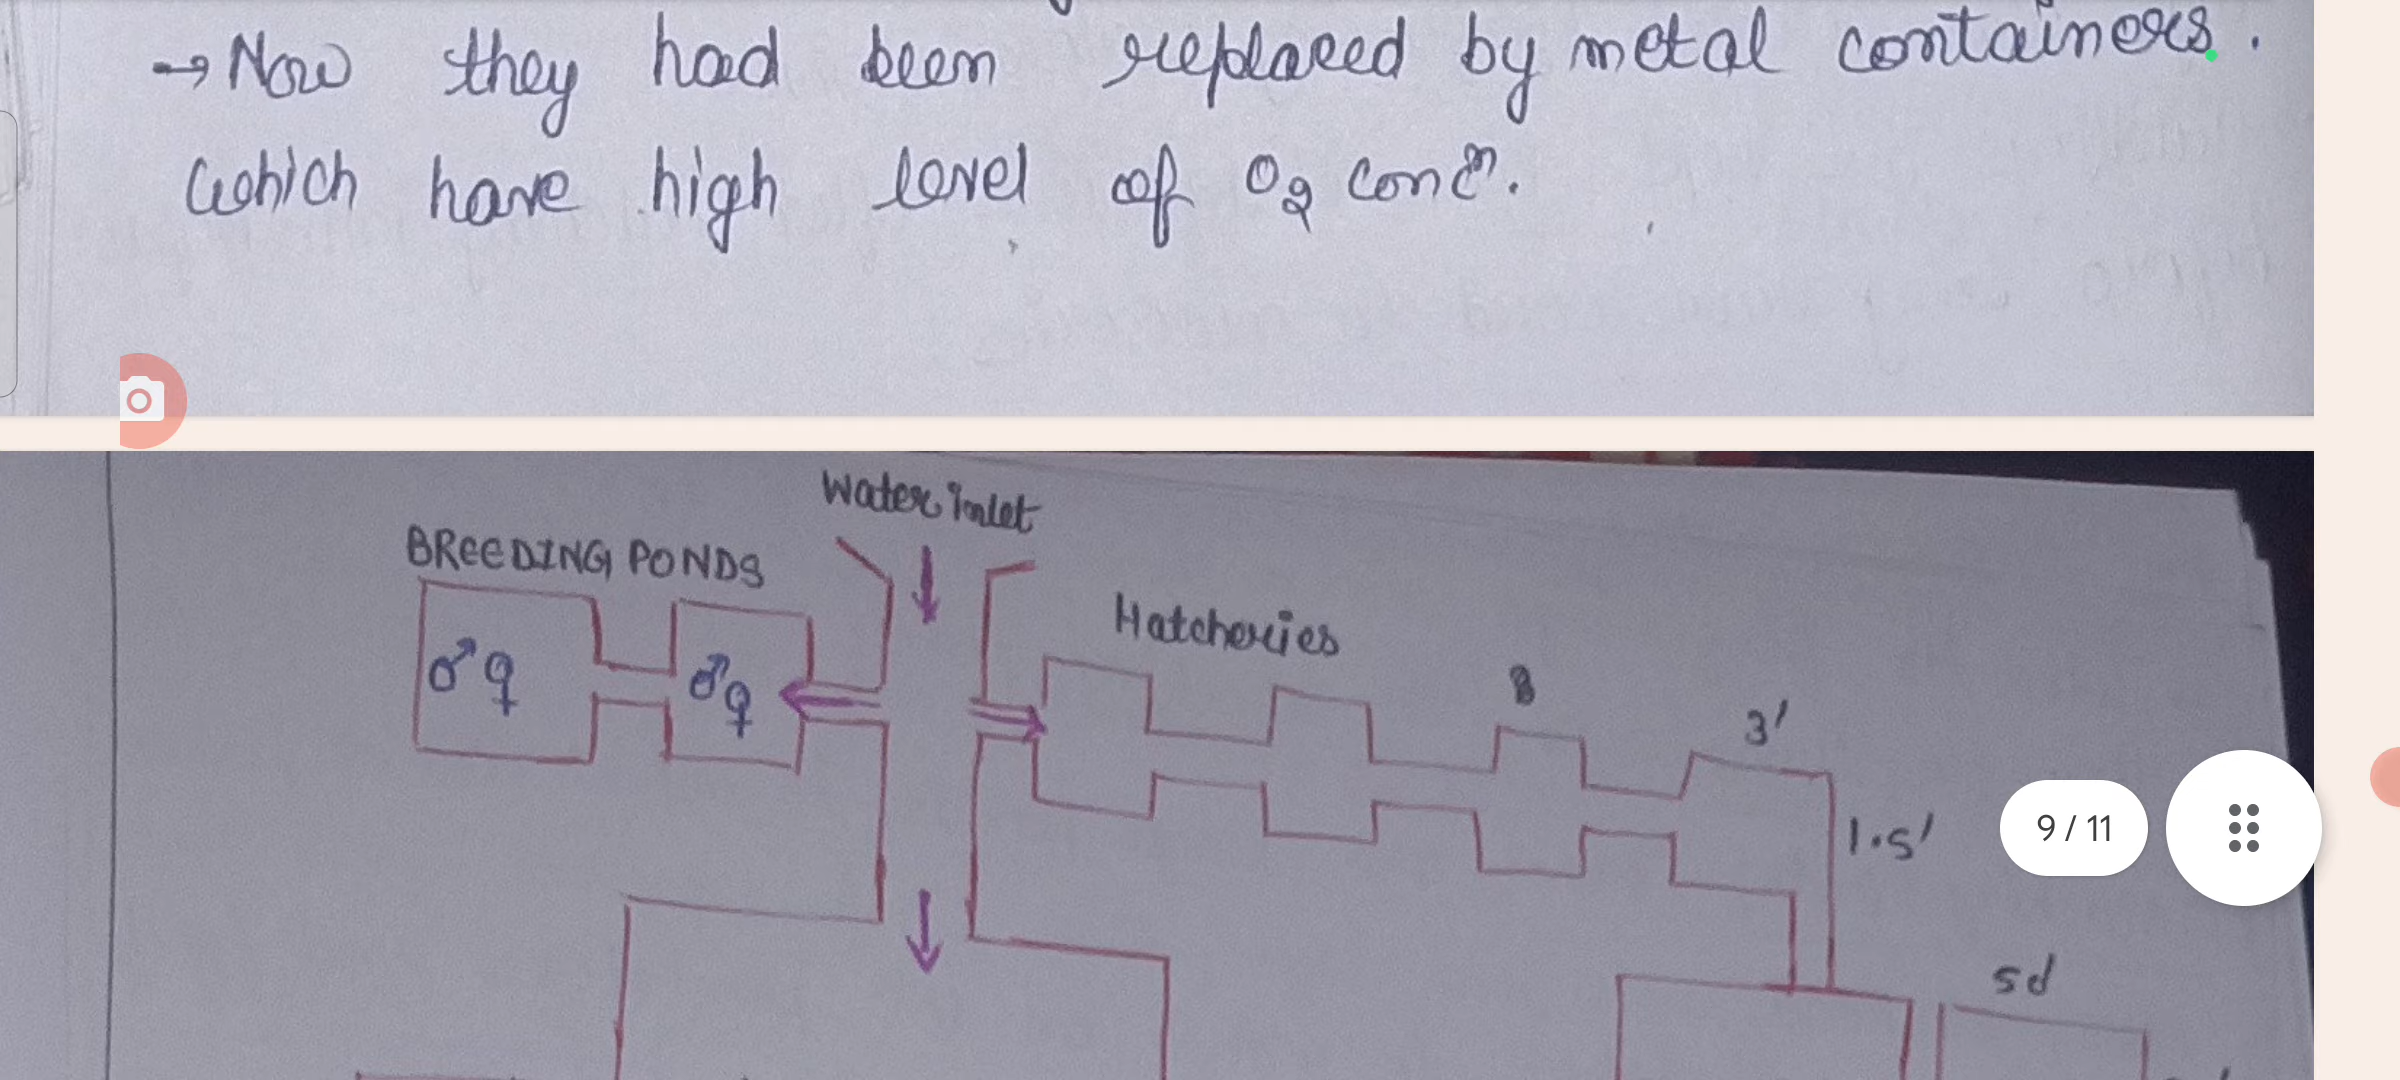 → Now they had been replaced by metal containers.
which have high level of O2 concn.
Water inlet
BREEDING PONDS
♂ ♀
♂ ♀
Hatcheries
3'
1.5'
9 / 11
5d